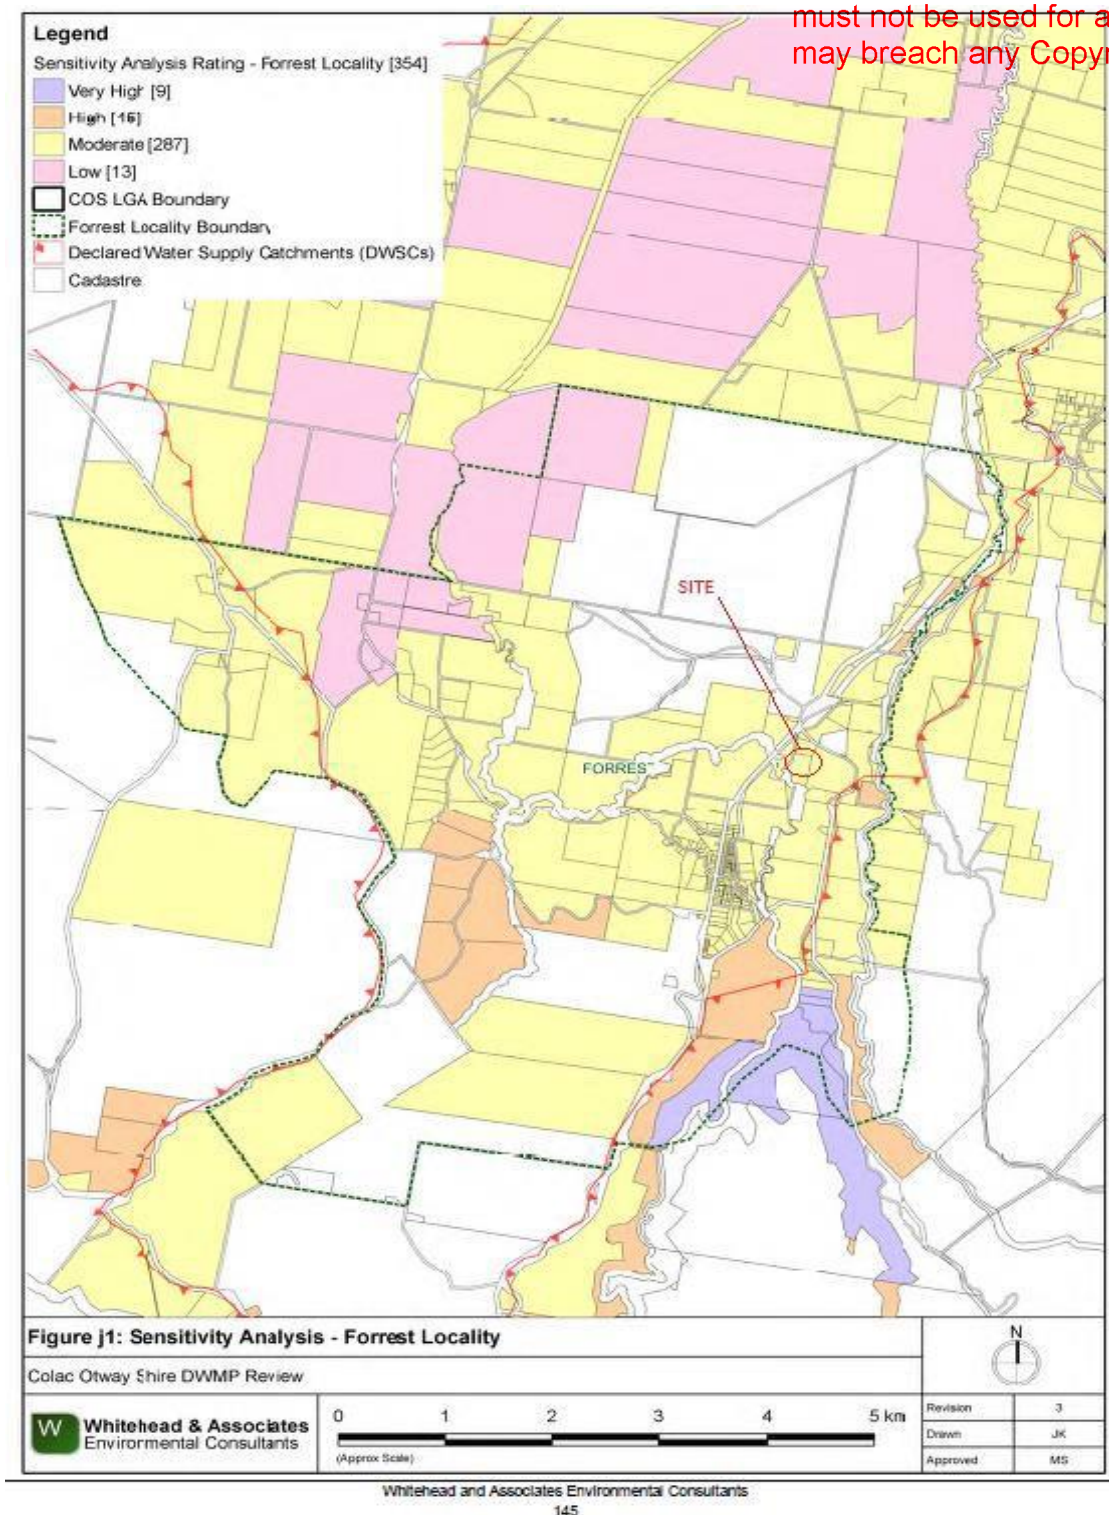 must not be used for a
may breach any Copyr
Legend
Sensitivity Analysis Rating - Forrest Locality [354]
Very High [9]
High [16]
Moderate [287]
Low [13]
COS LGA Boundary
Forrest Locality Boundary
Declared Water Supply Catchments (DWSCs)
Cadastre
SITE
FORREST
Figure j1: Sensitivity Analysis - Forrest Locality
Colac Otway Shire DWMP Review
N
W
Whitehead & Associates
Environmental Consultants
0 1 2 3 4 5 km
(Approx Scale)
Revision 3
Drawn JK
Approved MS
Whitehead and Associates Environmental Consultants
145